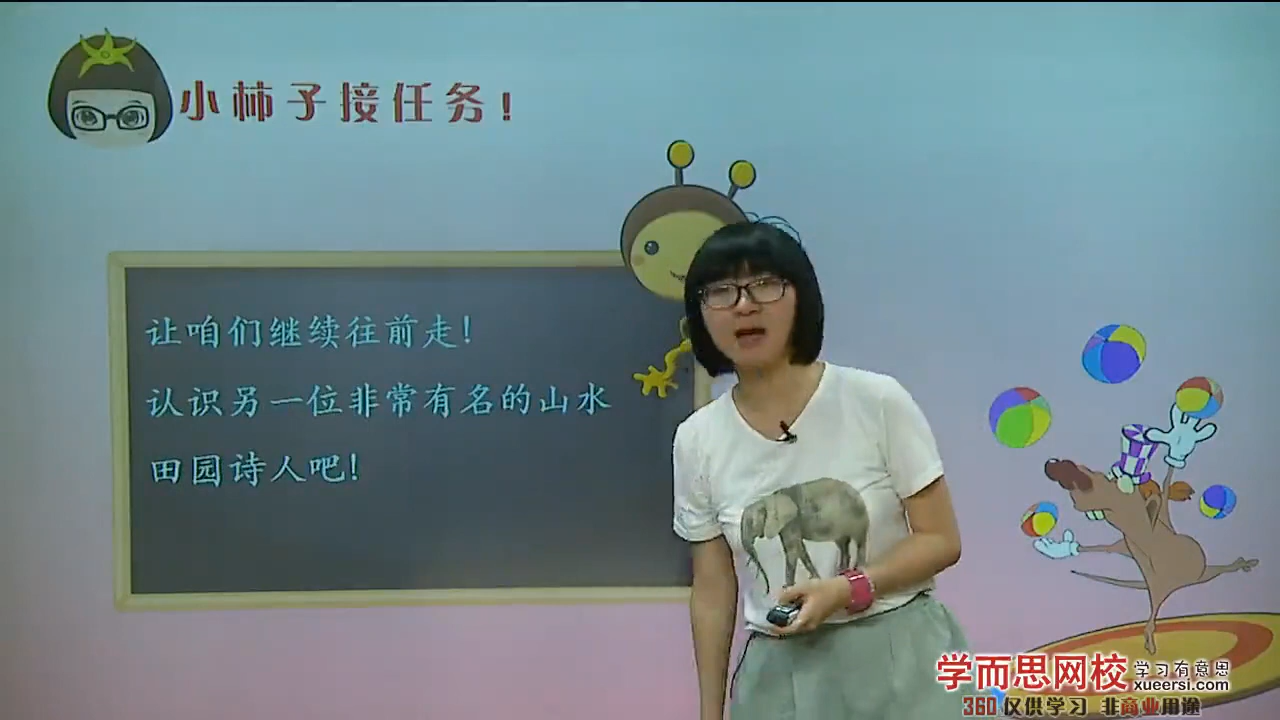 小柿子接任务!
让咱们继续往前走!
认识另一位非常有名的山水
田园诗人吧!
学而思网校 学习有意思
xueersi.com
360 仅供学习 非商业用途